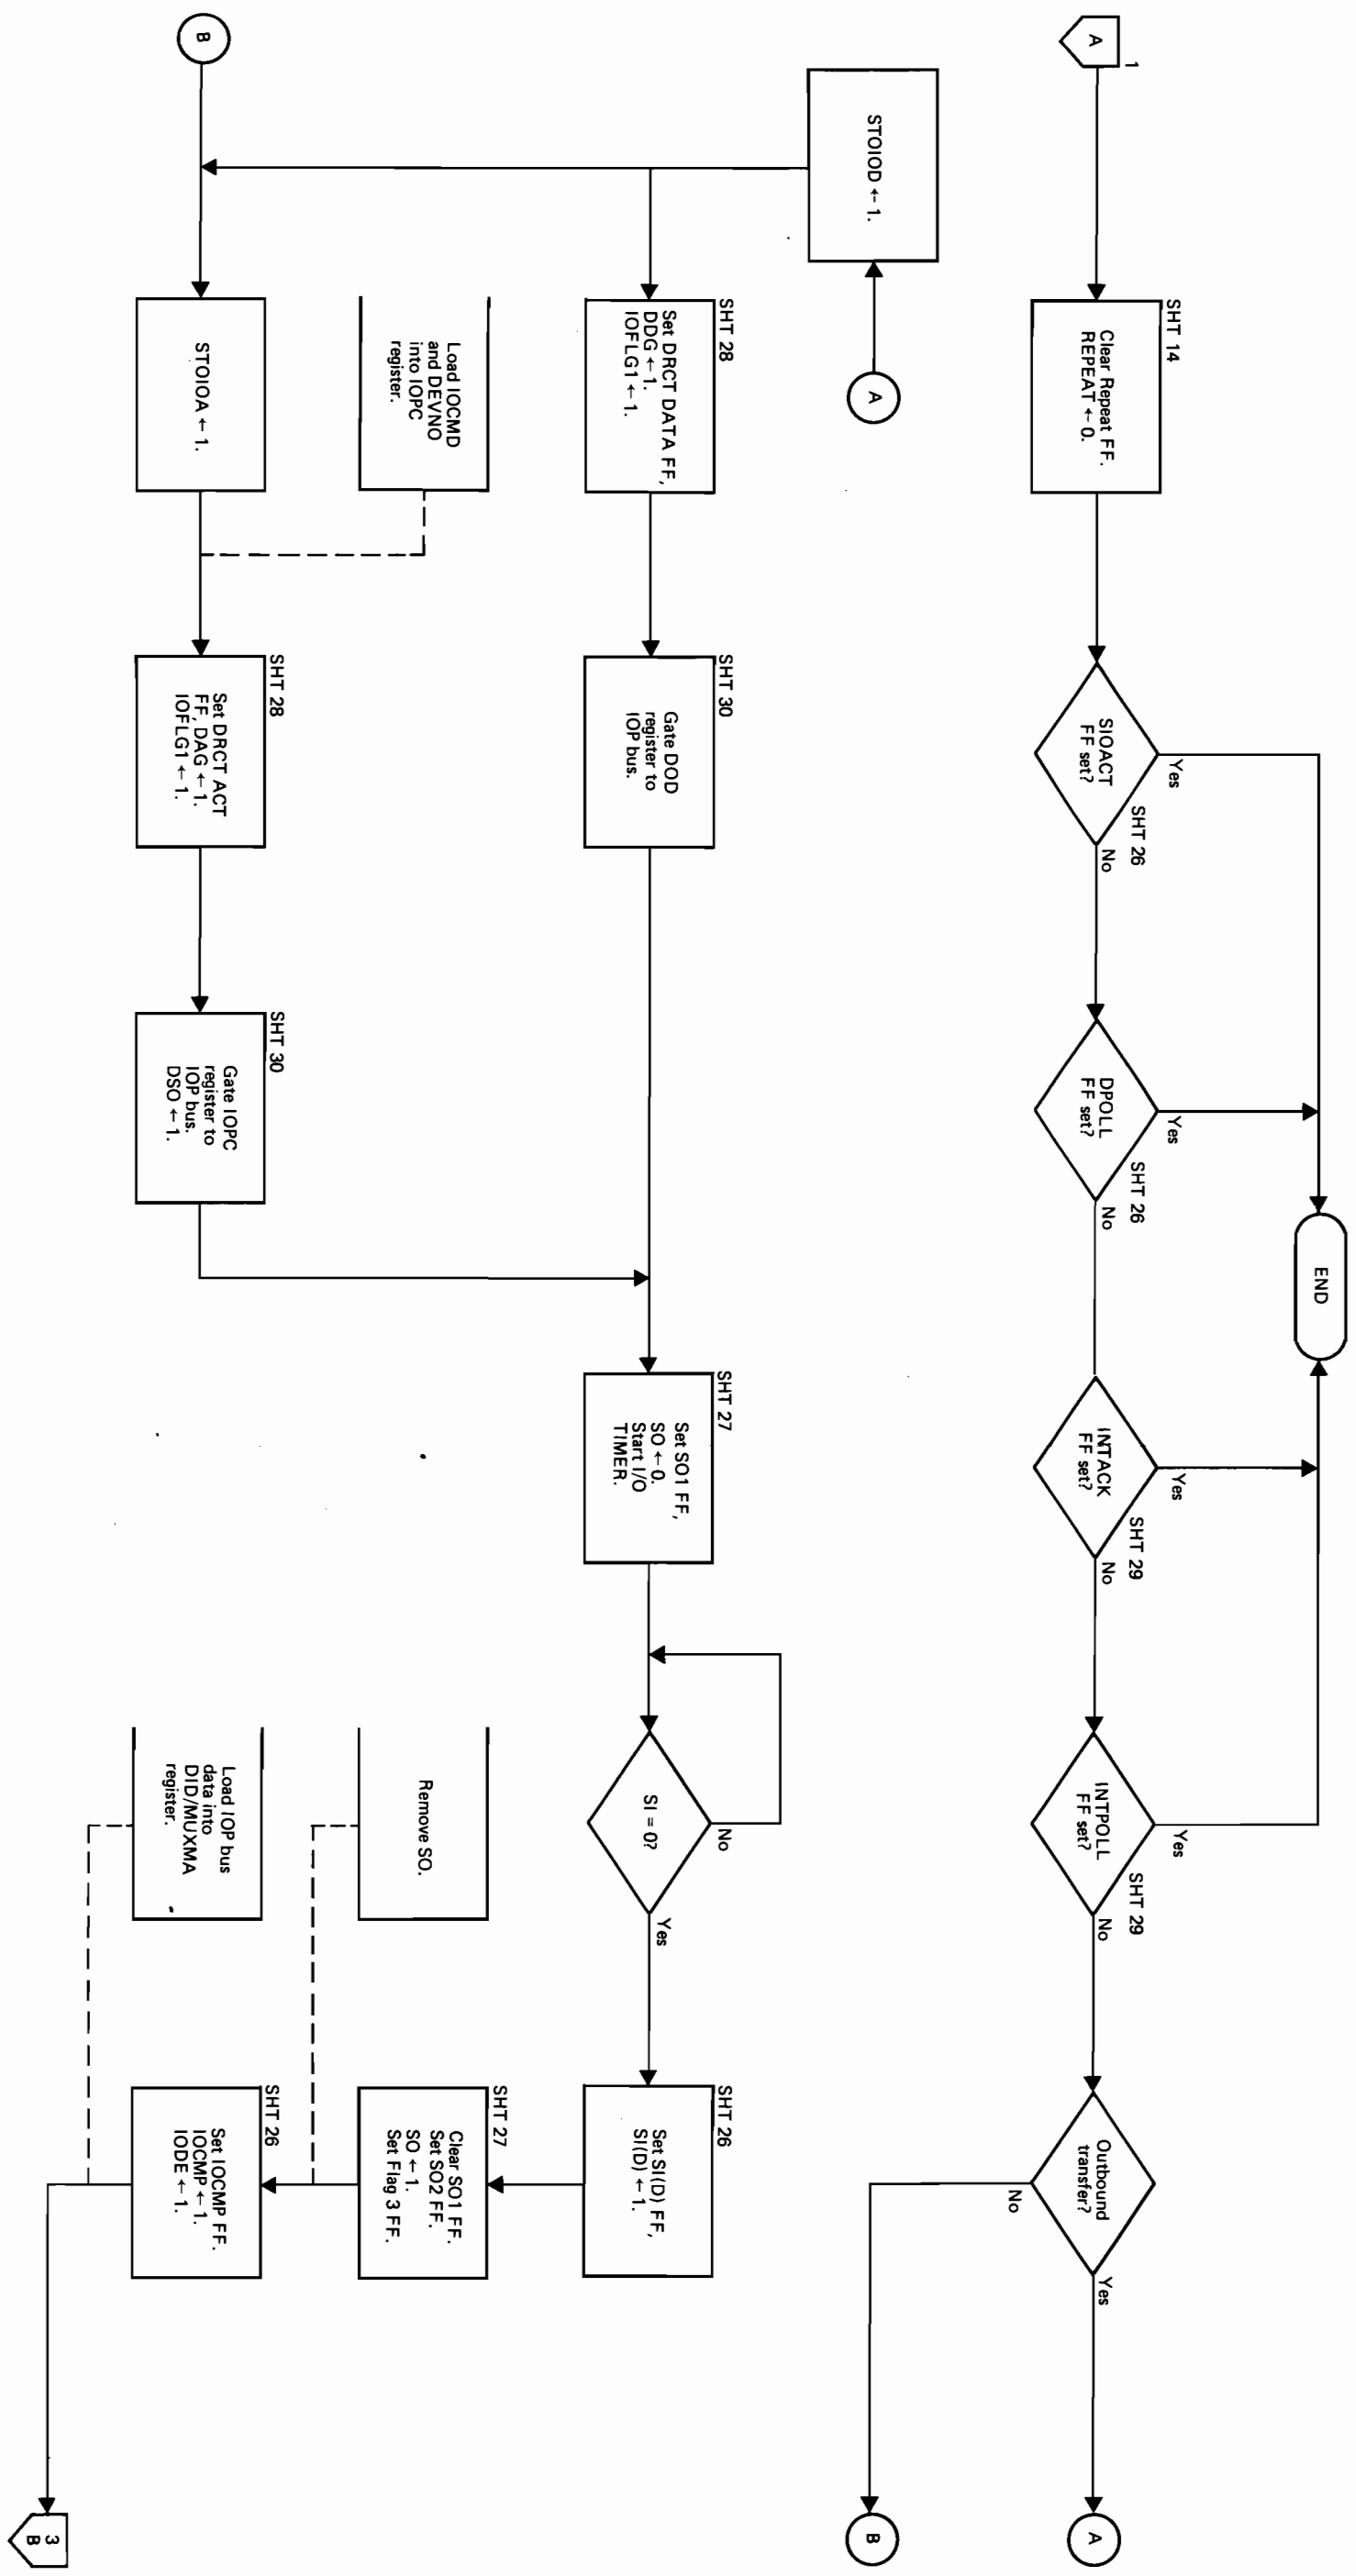 1
A
SHT 14
Clear Repeat FF.
REPEAT ← 0.
SIOACT
FF set?
SHT 26
Yes
No
DPOLL
FF set?
SHT 26
Yes
No
END
INTACK
FF set?
SHT 29
Yes
No
INTPOLL
FF set?
SHT 29
Yes
No
Outbound
transfer?
Yes
No
A
B
A
STOIOD ← 1.
SHT 28
Set DRCT DATA FF,
DDG ← 1.
IOFLG1 ← 1.
SHT 30
Gate DOD
register to
IOP bus.
SHT 27
Set SO1 FF,
SO ← 0.
Start I/O
TIMER.
SI = 0?
No
Yes
SHT 26
Set SI(D) FF,
SI(D) ← 1.
Load IOCMD
and DEVNO
into IOPC
register.
Remove SO.
SHT 27
Clear SO1 FF.
Set SO2 FF.
SO ← 1.
Set Flag 3 FF.
B
STOIOA ← 1.
SHT 28
Set DRCT ACT
FF, DAG ← 1.
IOFLG1 ← 1.
SHT 30
Gate IOPC
register to
IOP bus.
DSO ← 1.
Load IOP bus
data into
DID/MUXMA
register.
SHT 26
Set IOCMP FF.
IOCMP ← 1.
IODE ← 1.
3
B